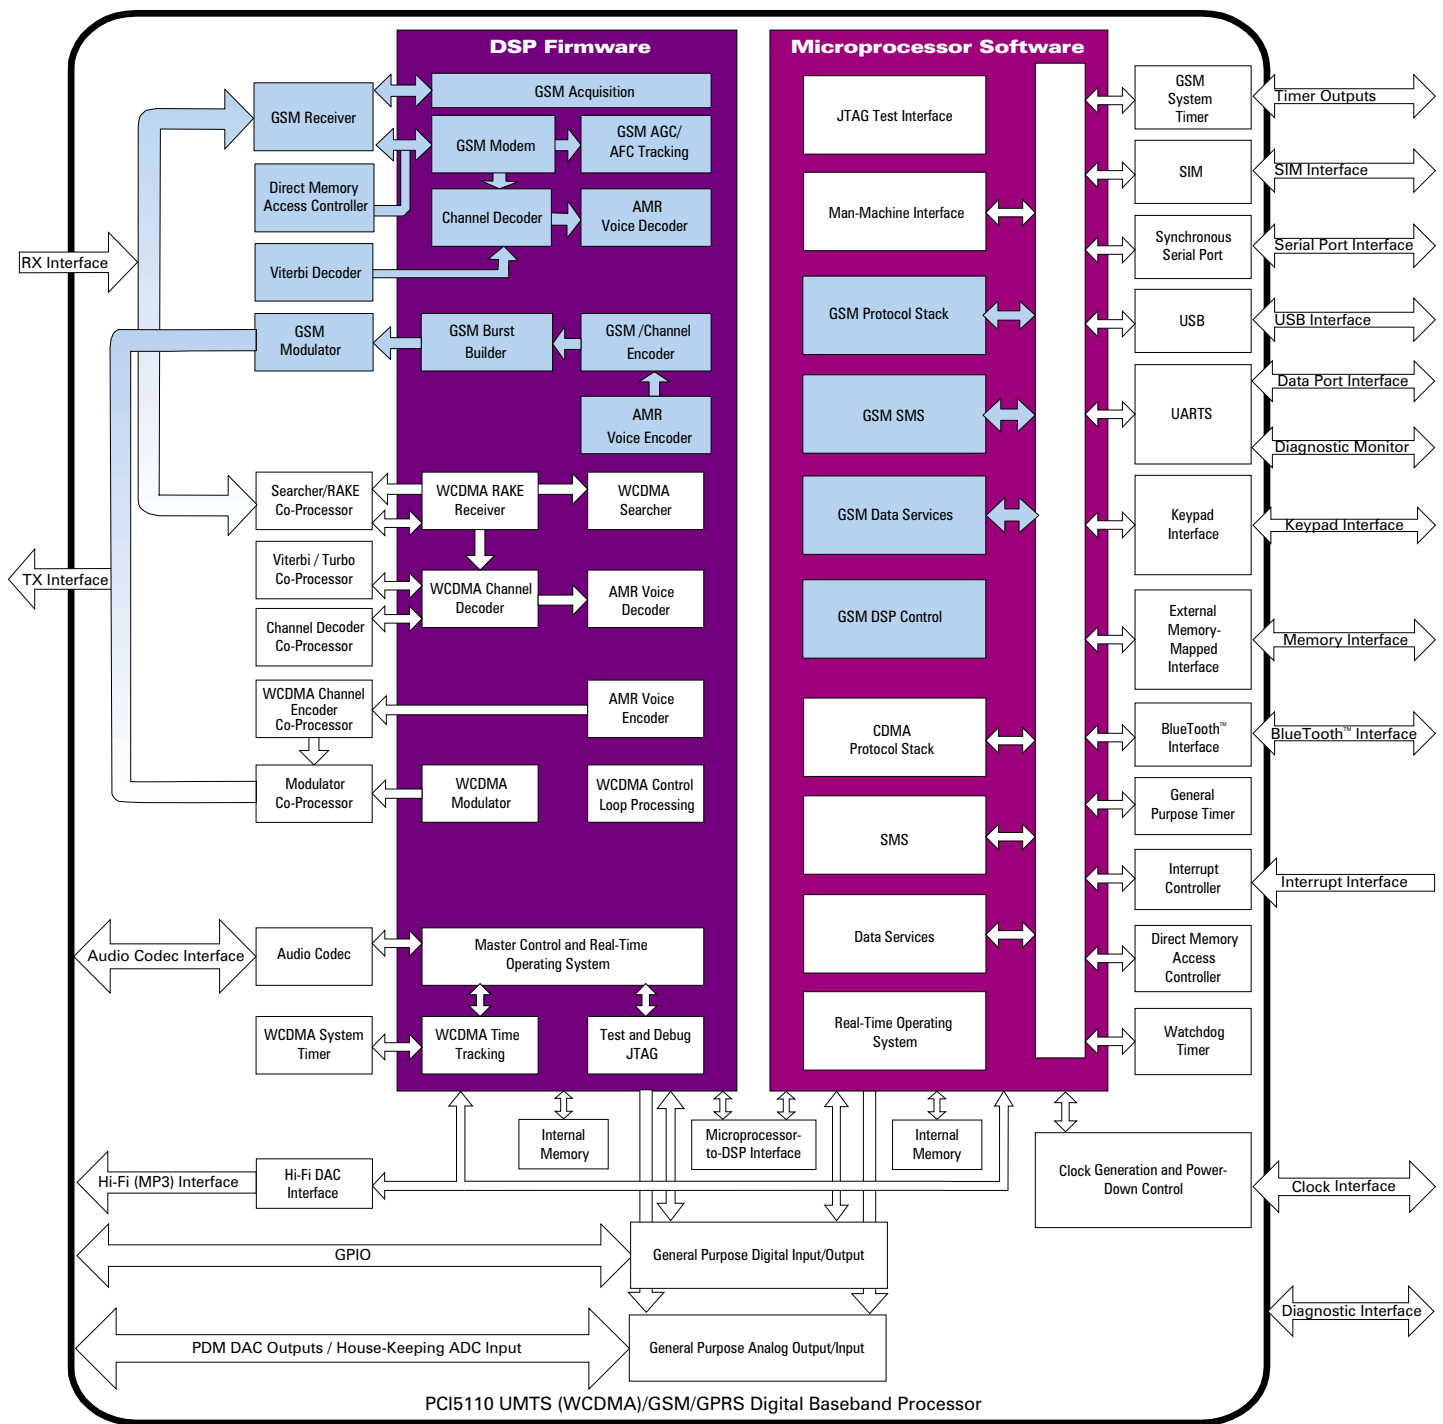 DSP Firmware
Microprocessor Software
GSM Receiver
GSM Acquisition
GSM Modem
GSM AGC/
AFC Tracking
Direct Memory
Access Controller
Channel Decoder
AMR
Voice Decoder
Viterbi Decoder
RX Interface
GSM
Modulator
GSM Burst
Builder
GSM /Channel
Encoder
AMR
Voice Encoder
Searcher/RAKE
Co-Processor
WCDMA RAKE
Receiver
WCDMA
Searcher
Viterbi / Turbo
Co-Processor
WCDMA Channel
Decoder
AMR Voice
Decoder
TX Interface
Channel Decoder
Co-Processor
WCDMA Channel
Encoder
Co-Processor
AMR Voice
Encoder
Modulator
Co-Processor
WCDMA
Modulator
WCDMA Control
Loop Processing
Audio Codec Interface
Audio Codec
Master Control and Real-Time
Operating System
WCDMA System
Timer
WCDMA Time
Tracking
Test and Debug
JTAG
JTAG Test Interface
Man-Machine Interface
GSM Protocol Stack
GSM SMS
GSM Data Services
GSM DSP Control
CDMA
Protocol Stack
SMS
Data Services
Real-Time Operating
System
GSM
System
Timer
Timer Outputs
SIM
SIM Interface
Synchronous
Serial Port
Serial Port Interface
USB
USB Interface
UARTS
Data Port Interface
Diagnostic Monitor
Keypad
Interface
Keypad Interface
External
Memory-
Mapped
Interface
Memory Interface
BlueTooth™
Interface
BlueTooth™ Interface
General
Purpose Timer
Interrupt
Controller
Interrupt Interface
Direct Memory
Access
Controller
Watchdog
Timer
Internal
Memory
Microprocessor-
to-DSP Interface
Internal
Memory
Clock Generation and Power-
Down Control
Clock Interface
Hi-Fi (MP3) Interface
Hi-Fi DAC
Interface
GPIO
General Purpose Digital Input/Output
Diagnostic Interface
PDM DAC Outputs / House-Keeping ADC Input
General Purpose Analog Output/Input
PCI5110 UMTS (WCDMA)/GSM/GPRS Digital Baseband Processor